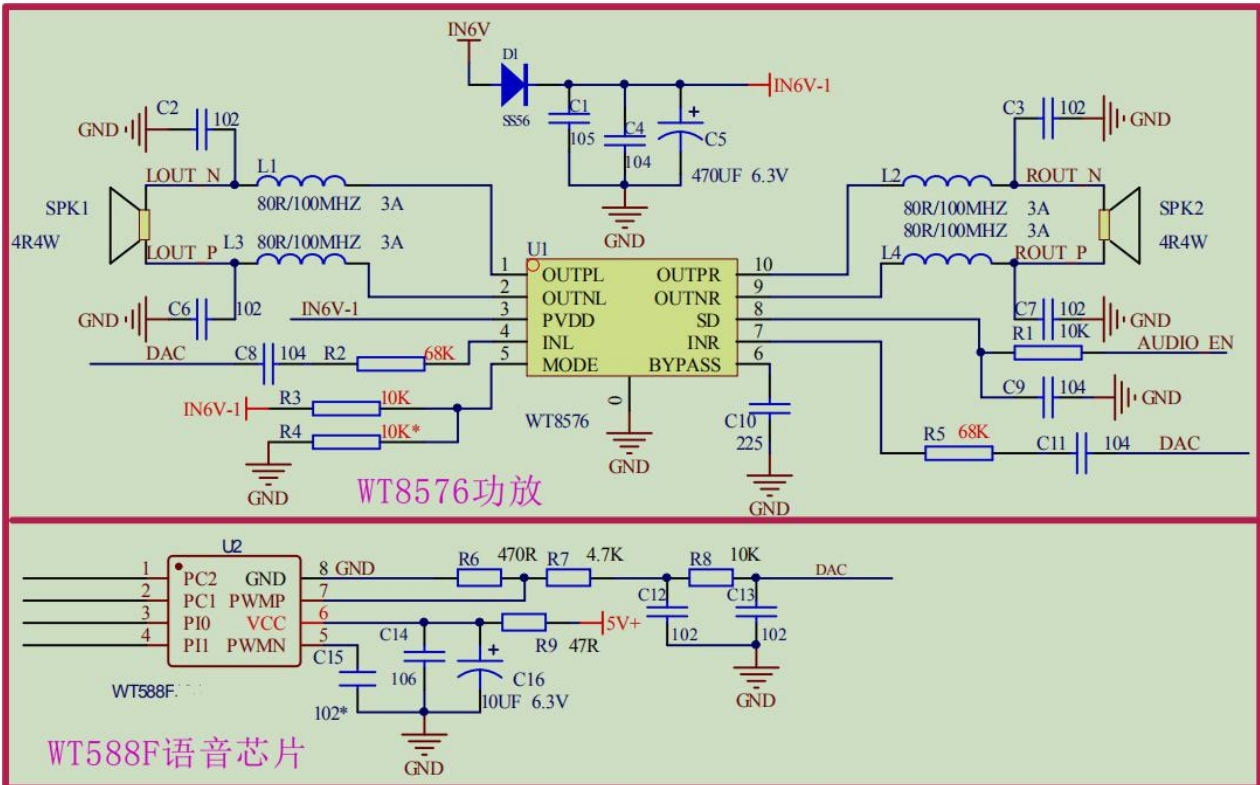 IN6V
D1
SS56
IN6V-1
C1
105
C4
104
C5
470UF 6.3V
GND
C2
102
GND
LOUT_N
L1
80R/100MHZ 3A
SPK1
4R4W
LOUT_P
L3
80R/100MHZ 3A
GND
C6
102
C3
102
GND
L2
ROUT_N
80R/100MHZ 3A
80R/100MHZ 3A
SPK2
4R4W
L4
ROUT_P
C7
102
GND
U1
1 OUTPL OUTPR 10
2 OUTNL OUTNR 9
3 PVDD SD 8
4 INL INR 7
5 MODE BYPASS 6
0
WT8576
GND
IN6V-1
DAC
C8
104
R2
68K
IN6V-1
R3
10K
R4
10K*
GND
R1
10K
AUDIO_EN
C9
104
GND
C10
225
GND
R5
68K
C11
104
DAC
WT8576功放
U2
1 PC2 GND 8 GND
2 PC1 PWMP 7
3 PI0 VCC 6
4 PI1 PWMN 5
WT588F
R6
470R
R7
4.7K
R8
10K
DAC
C12
102
C13
102
GND
R9
47R
5V+
C14
106
C15
102*
C16
10UF 6.3V
GND
WT588F语音芯片